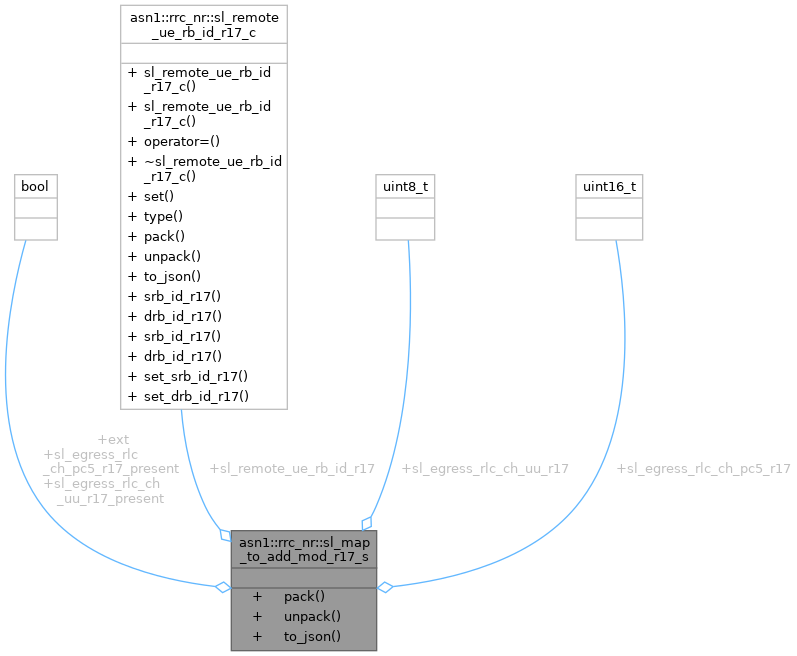 asn1::rrc_nr::sl_remote
_ue_rb_id_r17_c
+ sl_remote_ue_rb_id
_r17_c()
+ sl_remote_ue_rb_id
_r17_c()
+ operator=()
+ ~sl_remote_ue_rb_id
_r17_c()
+ set()
+ type()
+ pack()
+ unpack()
+ to_json()
+ srb_id_r17()
+ drb_id_r17()
+ srb_id_r17()
+ drb_id_r17()
+ set_srb_id_r17()
+ set_drb_id_r17()
bool
uint8_t
uint16_t
+ext
+sl_egress_rlc
_ch_pc5_r17_present
+sl_egress_rlc_ch
_uu_r17_present
+sl_remote_ue_rb_id_r17
+sl_egress_rlc_ch_uu_r17
+sl_egress_rlc_ch_pc5_r17
asn1::rrc_nr::sl_map
_to_add_mod_r17_s
+ pack()
+ unpack()
+ to_json()